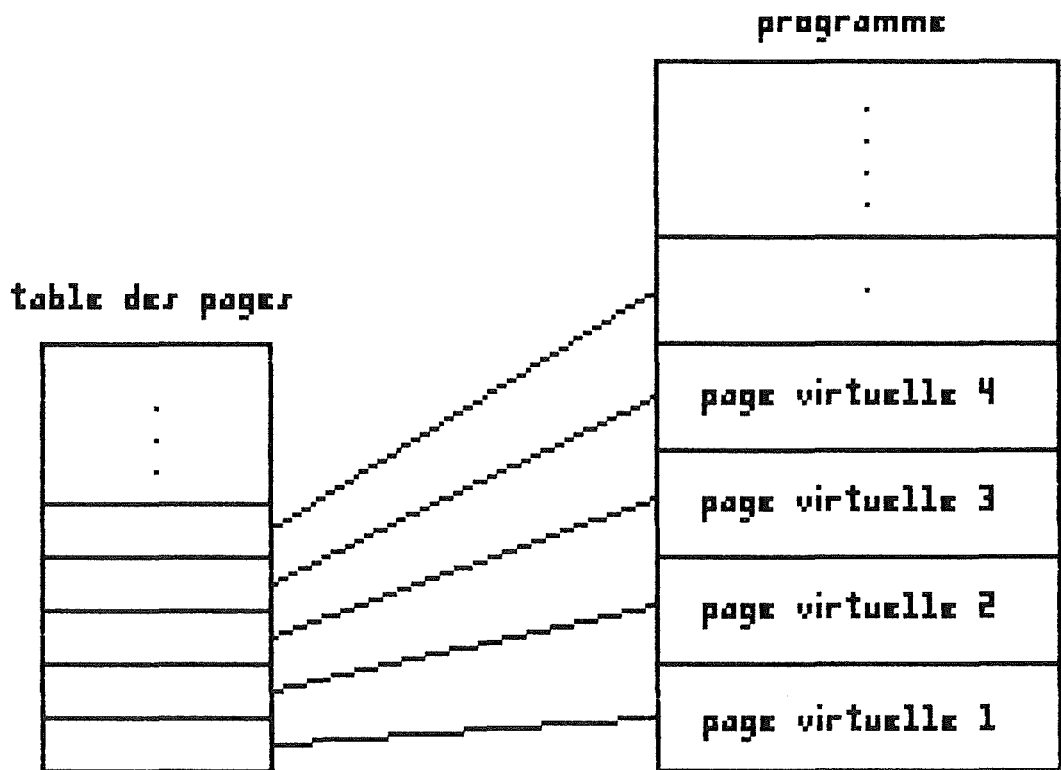 programme
table des pages
page virtuelle 4
page virtuelle 3
page virtuelle 2
page virtuelle 1